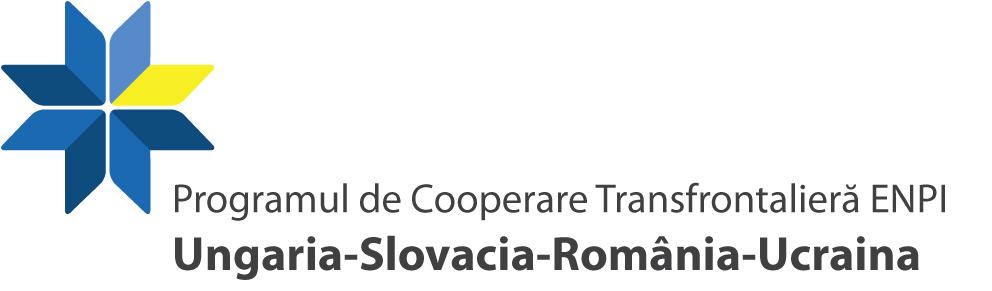 Programul de Cooperare Transfrontalieră ENPI
Ungaria-Slovacia-România-Ucraina